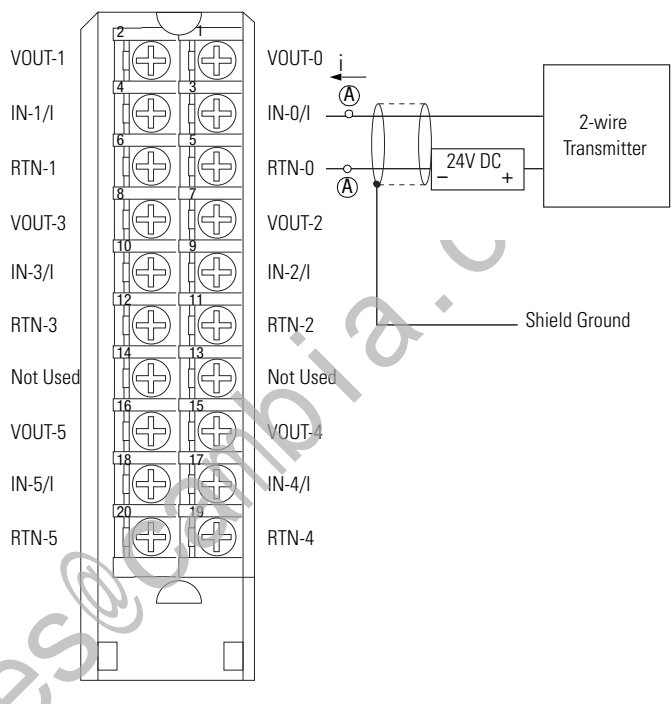 2 1
VOUT-1 VOUT-0 i
4 3 A
IN-1/I IN-0/I 2-wire
Transmitter
6 5
RTN-1 RTN-0 24V DC
A – +
8 7
VOUT-3 VOUT-2
10 9
IN-3/I IN-2/I
12 11
RTN-3 RTN-2 Shield Ground
14 13
Not Used Not Used
16 15
VOUT-5 VOUT-4
18 17
IN-5/I IN-4/I
20 19
RTN-5 RTN-4
es@cambia.c